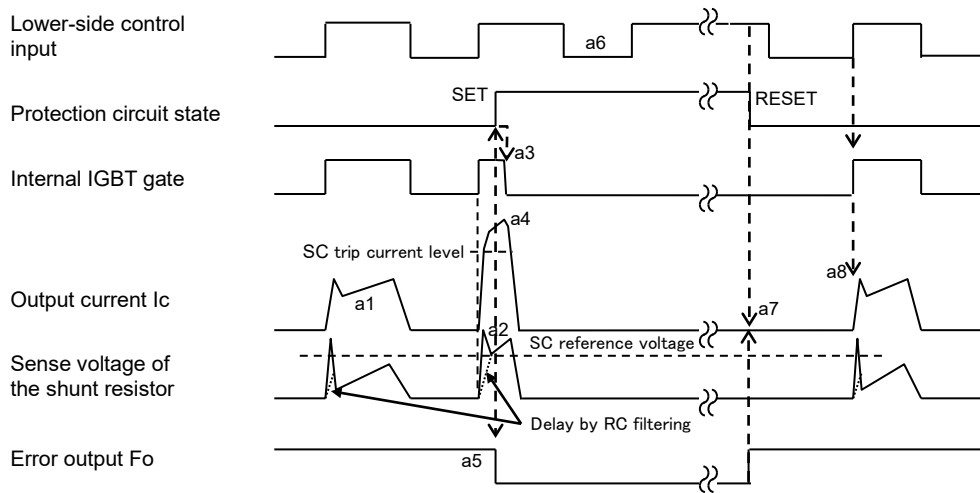 Lower-side control
input
a6
SET
RESET
Protection circuit state
a3
Internal IGBT gate
a4
SC trip current level
a8
Output current Ic
a1
a7
a2
SC reference voltage
Sense voltage of
the shunt resistor
Delay by RC filtering
Error output Fo
a5